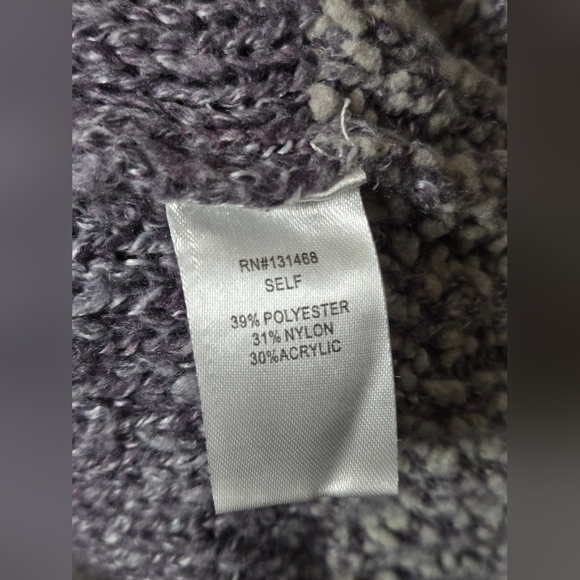 RN#131468
SELF
39% POLYESTER
31% NYLON
30%ACRYLIC